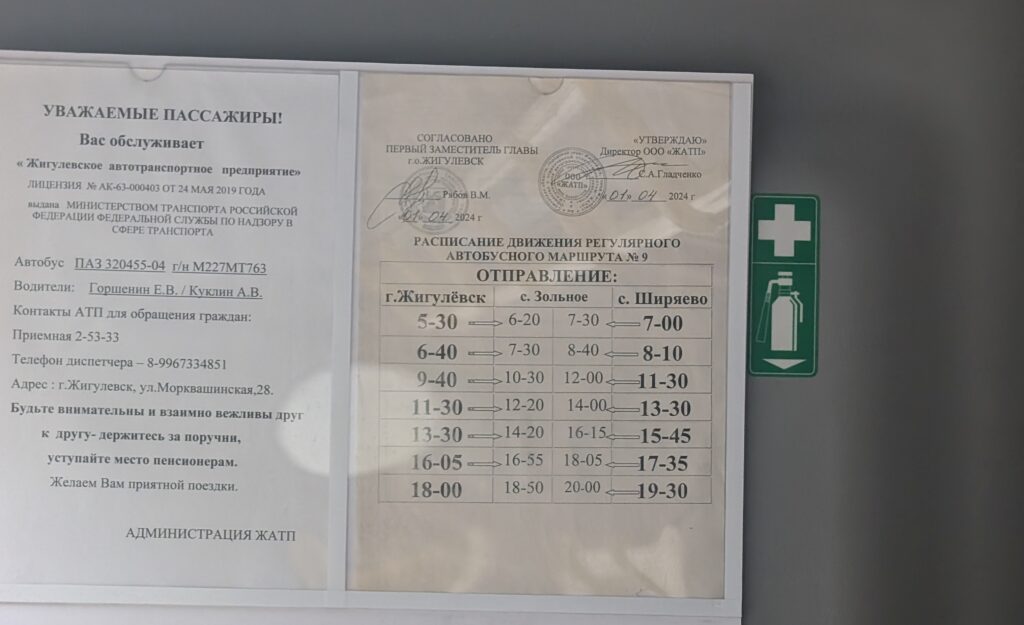 УВАЖАЕМЫЕ ПАССАЖИРЫ!
Вас обслуживает
« Жигулевское автотранспортное предприятие»
ЛИЦЕНЗИЯ № АК-63-000403 ОТ 24 МАЯ 2019 ГОДА
выдана МИНИСТЕРСТВОМ ТРАНСПОРТА РОССИЙСКОЙ
ФЕДЕРАЦИИ ФЕДЕРАЛЬНОЙ СЛУЖБЫ ПО НАДЗОРУ В
СФЕРЕ ТРАНСПОРТА
Автобус ПАЗ 320455-04 г/н М227МТ763
Водители: Горшенин Е.В. / Куклин А.В.
Контакты АТП для обращения граждан:
Приемная 2-53-33
Телефон диспетчера – 8-9967334851
Адрес : г.Жигулевск, ул.Морквашинская,28.
Будьте внимательны и взаимно вежливы друг
к другу- держитесь за поручни,
уступайте место пенсионерам.
Желаем Вам приятной поездки.
АДМИНИСТРАЦИЯ ЖАТП
СОГЛАСОВАНО
ПЕРВЫЙ ЗАМЕСТИТЕЛЬ ГЛАВЫ
г.о.ЖИГУЛЕВСК
Рябов В.М.
«01» 04 2024 г
«УТВЕРЖДАЮ»
Директор ООО «ЖАТП»
С.А.Гладченко
«01» 04 2024 г
ООО
«ЖАТП»
РАСПИСАНИЕ ДВИЖЕНИЯ РЕГУЛЯРНОГО
АВТОБУСНОГО МАРШРУТА № 9
ОТПРАВЛЕНИЕ:
г.Жигулёвск с. Зольное с. Ширяево
5-30 6-20 7-30 7-00
6-40 7-30 8-40 8-10
9-40 10-30 12-00 11-30
11-30 12-20 14-00 13-30
13-30 14-20 16-15 15-45
16-05 16-55 18-05 17-35
18-00 18-50 20-00 19-30